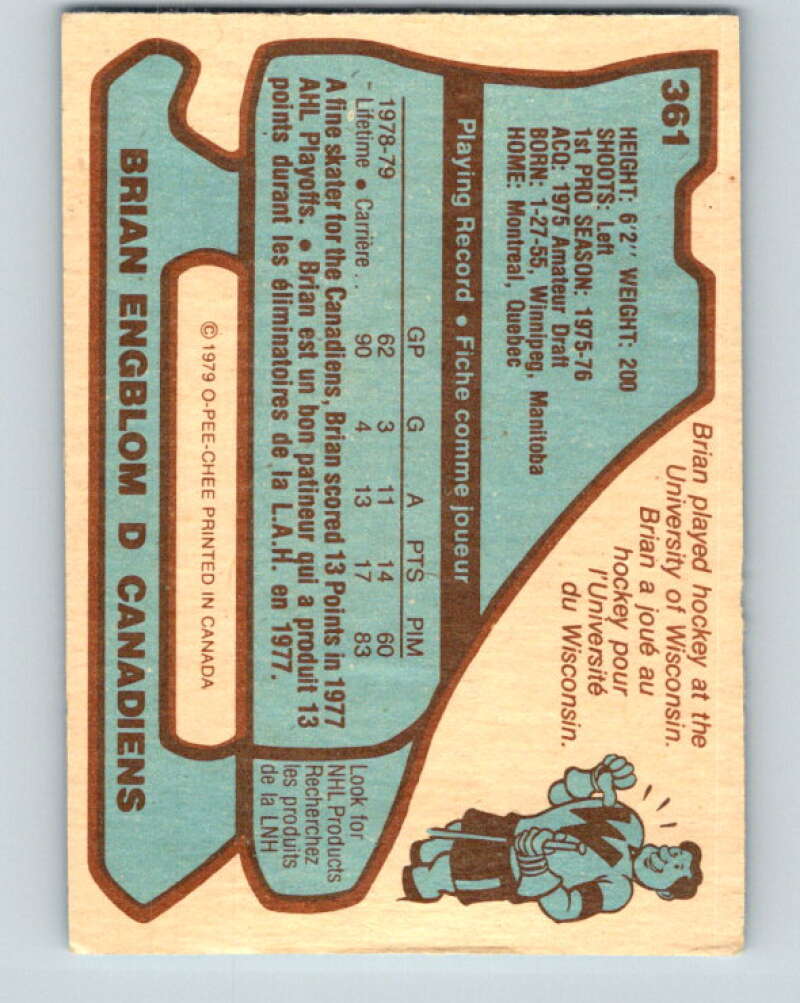 361
HEIGHT: 6'2" WEIGHT: 200
SHOOTS: Left
1st PRO SEASON: 1975-76
ACQ: 1975 Amateur Draft
BORN: 1-27-55, Winnipeg, Manitoba
HOME: Montreal, Quebec
Brian played hockey at the
University of Wisconsin.
Brian a joué au
hockey pour
l'Université
du Wisconsin.
Playing Record • Fiche comme joueur
GP G A PTS PIM
1978-79 62 3 11 14 60
Lifetime • Carrière .. 90 4 13 17 83
A fine skater for the Canadiens, Brian scored 13 Points in 1977
AHL Playoffs. • Brian est un bon patineur qui a produit 13
points durant les éliminatoires de la L.A.H. en 1977.
Look for
NHL Products
Recherchez
les produits
de la LNH
© 1979 O-PEE-CHEE PRINTED IN CANADA
BRIAN ENGBLOM D CANADIENS